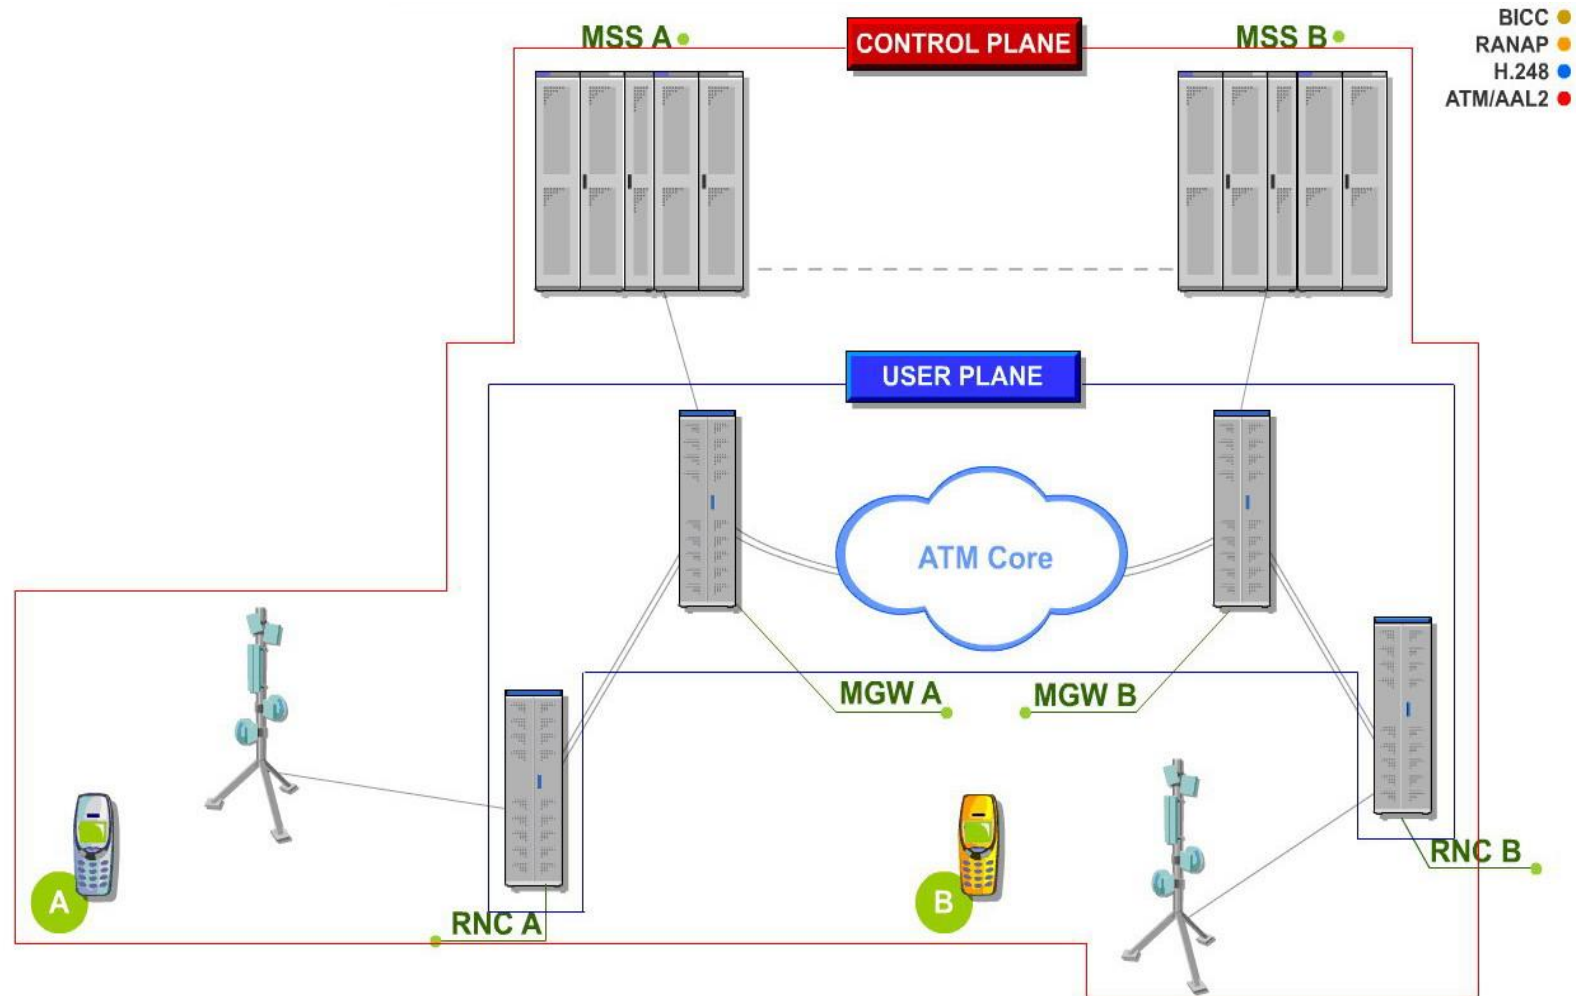 MSS A
CONTROL PLANE
MSS B
BICC
RANAP
H.248
ATM/AAL2
USER PLANE
ATM Core
MGW A
MGW B
RNC B
A
B
RNC A